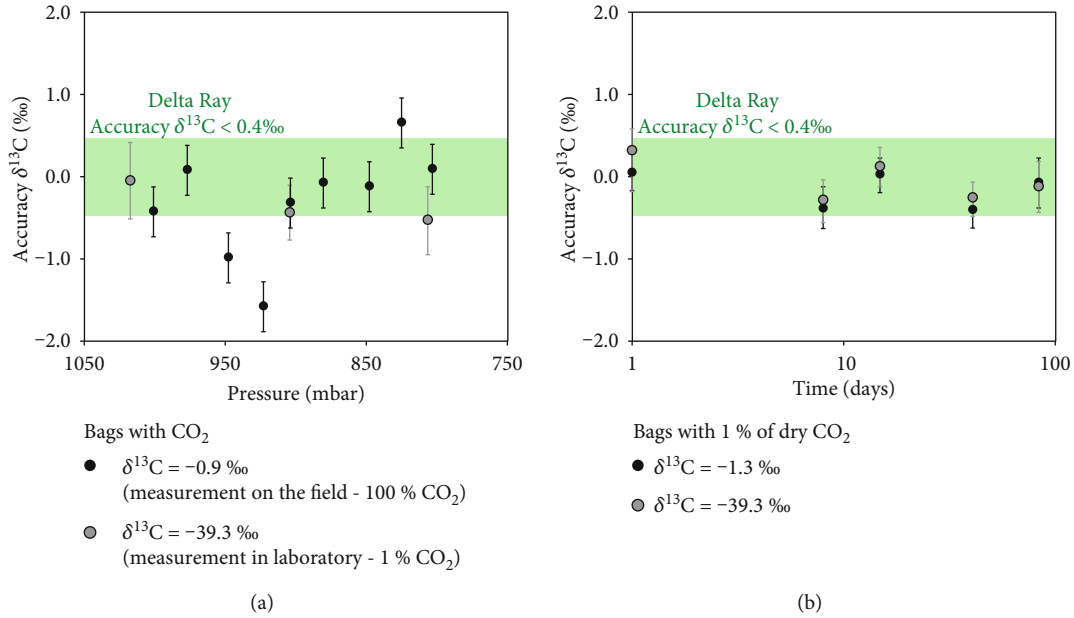 2.0
1.0
0.0
−1.0
−2.0
Accuracy δ¹³C (‰)
Delta Ray
Accuracy δ¹³C < 0.4‰
1050
950
850
750
Pressure (mbar)
Bags with CO₂
δ¹³C = −0.9 ‰
(measurement on the field - 100 % CO₂)
δ¹³C = −39.3 ‰
(measurement in laboratory - 1 % CO₂)
(a)
2.0
1.0
0.0
−1.0
−2.0
Accuracy δ¹³C (‰)
Delta Ray
Accuracy δ¹³C < 0.4‰
1
10
100
Time (days)
Bags with 1 % of dry CO₂
δ¹³C = −1.3 ‰
δ¹³C = −39.3 ‰
(b)